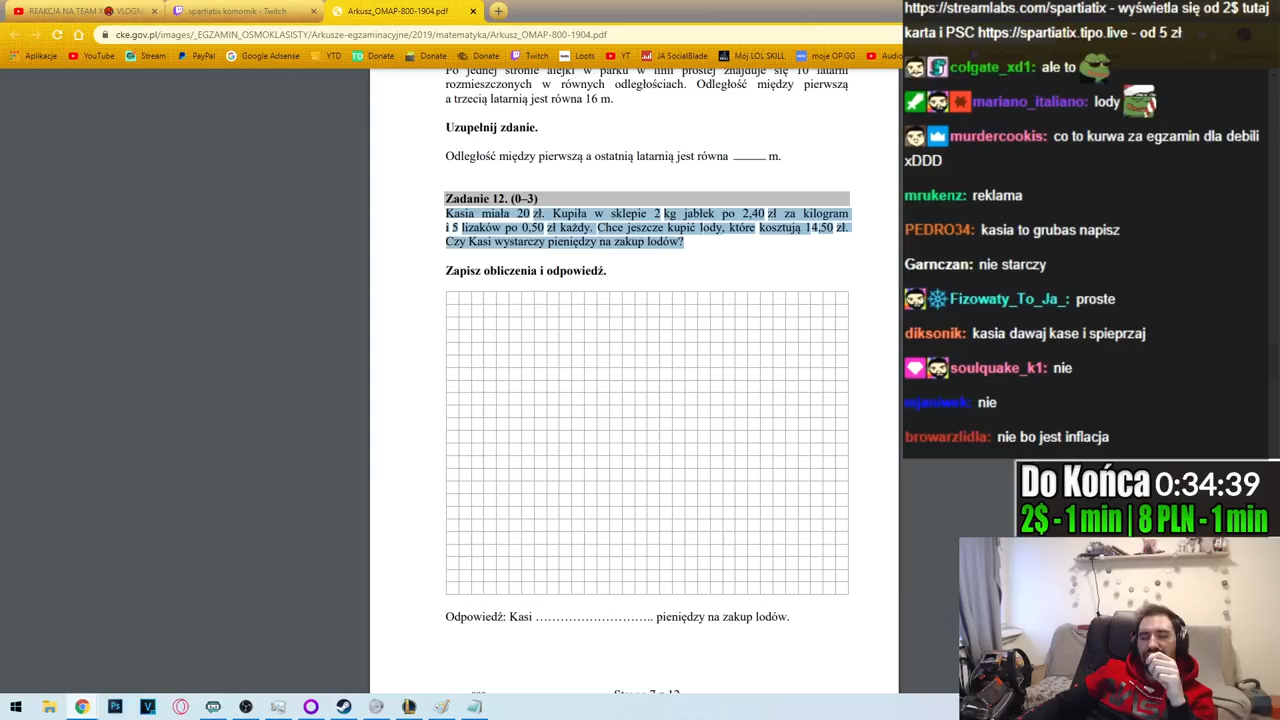 REAKCJA NA TEAM X
VLOGM
spartiatix komornik - Twitch
Arkusz_OMAP-800-1904.pdf
cke.gov.pl/images/_EGZAMIN_OSMOKLASISTY/Arkusze-egzaminacyjne/2019/matematyka/Arkusz_OMAP-800-1904.pdf
Aplikacje YouTube Stream PayPal Google Adsense YTD Donate Donate Donate Loots Twitch YT JA SocialBlade Mój LOL SKILL moje OP.GG Audio
Po jednej stronie alejki w parku w linii prostej znajduje się 10 latarni
rozmieszczonych w równych odległościach. Odległość między pierwszą
a trzecią latarnią jest równa 16 m.
Uzupełnij zdanie.
Odległość między pierwszą a ostatnią latarnią jest równa _____ m.
Zadanie 12. (0–3)
Kasia miała 20 zł. Kupiła w sklepie 2 kg jabłek po 2,40 zł za kilogram
i 5 lizaków po 0,50 zł każdy. Chce jeszcze kupić lody, które kosztują 14,50 zł.
Czy Kasi wystarczy pieniędzy na zakup lodów?
Zapisz obliczenia i odpowiedź.
Odpowiedź: Kasi ……………………….. pieniędzy na zakup lodów.
https://streamlabs.com/spartiatix - wyświetla się od 2$ tutaj
karta i PSC https://spartiatix.tipo.live - od 5 zł
colgate_xd1: ale to
mariano_italiano: lody
murdercookis: co to kurwa za egzamin dla debili
xDDD
mrukenz: reklama
PEDRO34: kasia to grubas napisz
Garnczan: nie starczy
Fizowaty_To_Ja_: proste
diksonik: kasia dawaj kase i spieprzaj
soulquake_k1: nie
nie
browarzlidla: nie bo jest inflacja
Do Końca 0:34:39
2$ - 1 min | 8 PLN - 1 min